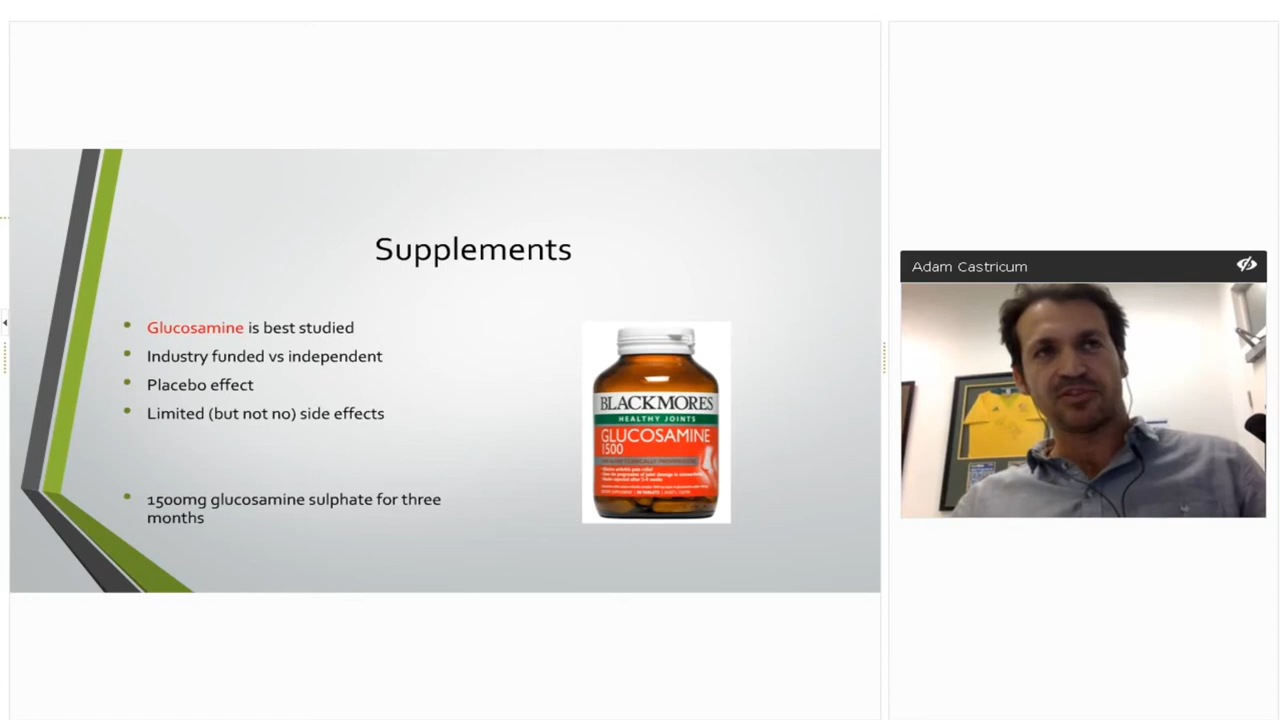 Supplements
Glucosamine is best studied
Industry funded vs independent
Placebo effect
Limited (but not no) side effects
1500mg glucosamine sulphate for three
months
BLACKMORES
HEALTHY JOINTS
GLUCOSAMINE
1500
Adam Castricum